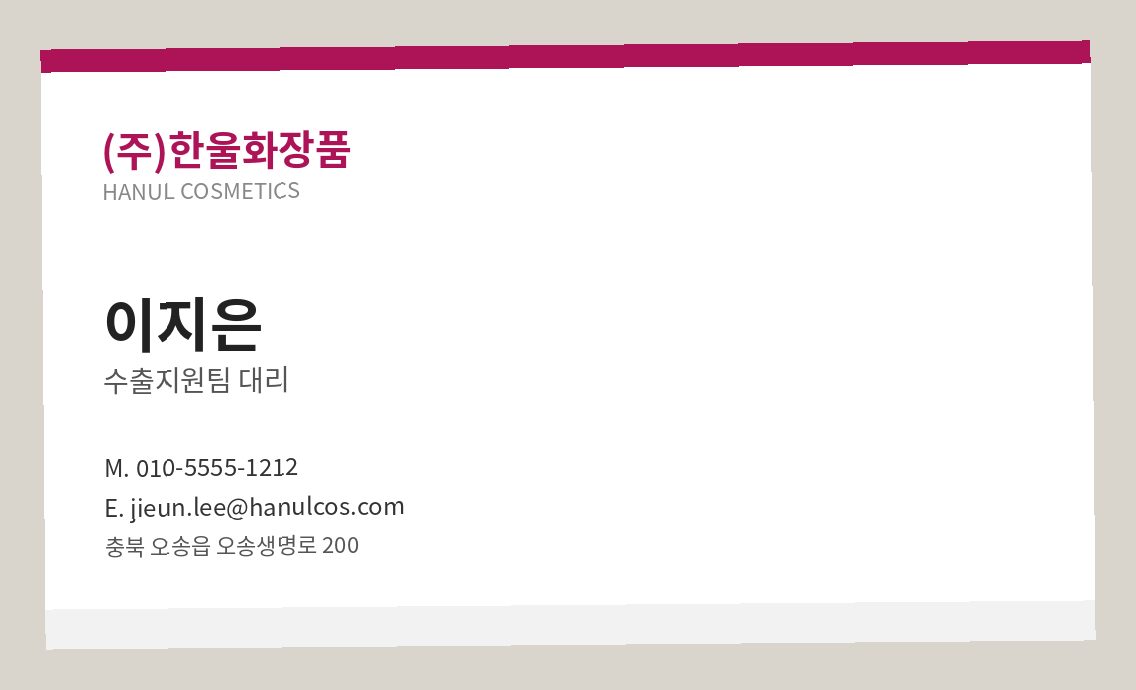 (주)한울화장품
HANUL COSMETICS
이지은
수출지원팀 대리
M. 010-5555-1212
E. jieun.lee@hanulcos.com
충북 오송읍 오송생명로 200